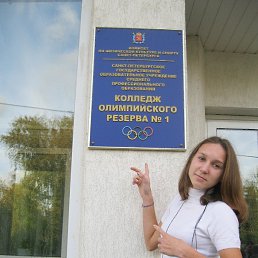 КОМИТЕТ
ПО ФИЗИЧЕСКОЙ КУЛЬТУРЕ И СПОРТУ
САНКТ-ПЕТЕРБУРГА
САНКТ-ПЕТЕРБУРГСКОЕ
ГОСУДАРСТВЕННОЕ
ОБРАЗОВАТЕЛЬНОЕ УЧРЕЖДЕНИЕ
СРЕДНЕГО
ПРОФЕССИОНАЛЬНОГО
ОБРАЗОВАНИЯ
КОЛЛЕДЖ
ОЛИМПИЙСКОГО
РЕЗЕРВА № 1